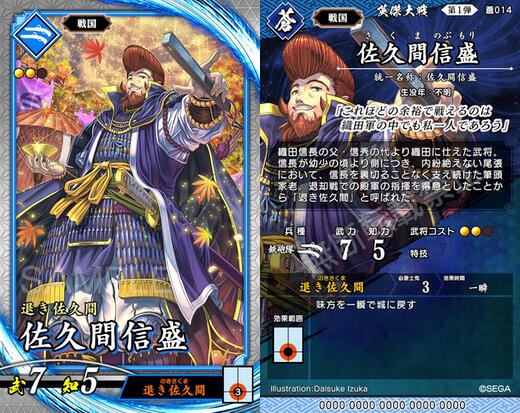 戦国
退き佐久間
佐久間信盛
武7 知5
のきさくま
退き佐久間
3
SAMPLE
蒼
戦国
英傑大戦
第1弾
蒼014
さくまのぶもり
佐久間信盛
統一名称：佐久間信盛
生没年：不明
「これほどの余裕で戦えるのは
織田軍の中でも私一人であろう」
織田信長の父・信秀の代より織田に仕えた武将。
信長が幼少の頃より側につき、内紛絶えない尾張
において、信長を裏切ることなく支え続けた筆頭
家老。退却戦での殿軍の指揮を得意としたことか
ら「退き佐久間」と呼ばれた。
兵種 武力 知力 武将コスト
鉄砲隊 7 5 特技
のきさくま 必要士気 効果時間
退き佐久間 3 一瞬
味方を一瞬で城に戻す
効果範囲
Illustration:Daisuke Izuka
©SEGA
0000 0000 0000 0000 0000